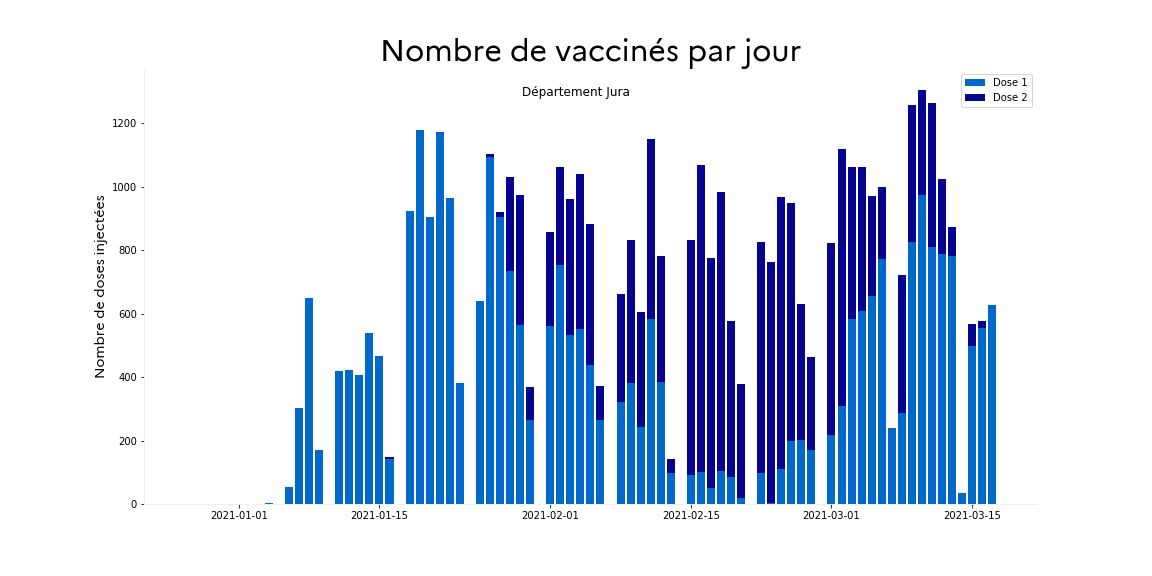 Nombre de vaccinés par jour
Département Jura
Dose 1
Dose 2
Nombre de doses injectées
1200
1000
800
600
400
200
0
2021-01-01
2021-01-15
2021-02-01
2021-02-15
2021-03-01
2021-03-15